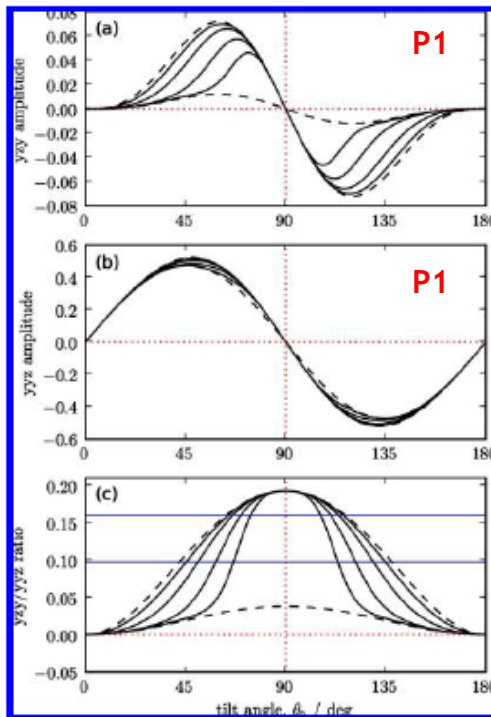 0.08
0.06
0.04
0.02
0.00
−0.02
−0.04
−0.06
−0.08
yzy amplitude
(a)
P1
0 45 90 135 180
0.6
0.4
0.2
0.0
−0.2
−0.4
−0.6
yyz amplitude
(b)
P1
0 45 90 135 180
0.20
0.15
0.10
0.05
0.00
−0.05
yzy/yyz ratio
(c)
0 45 90 135 180
tilt angle, / deg